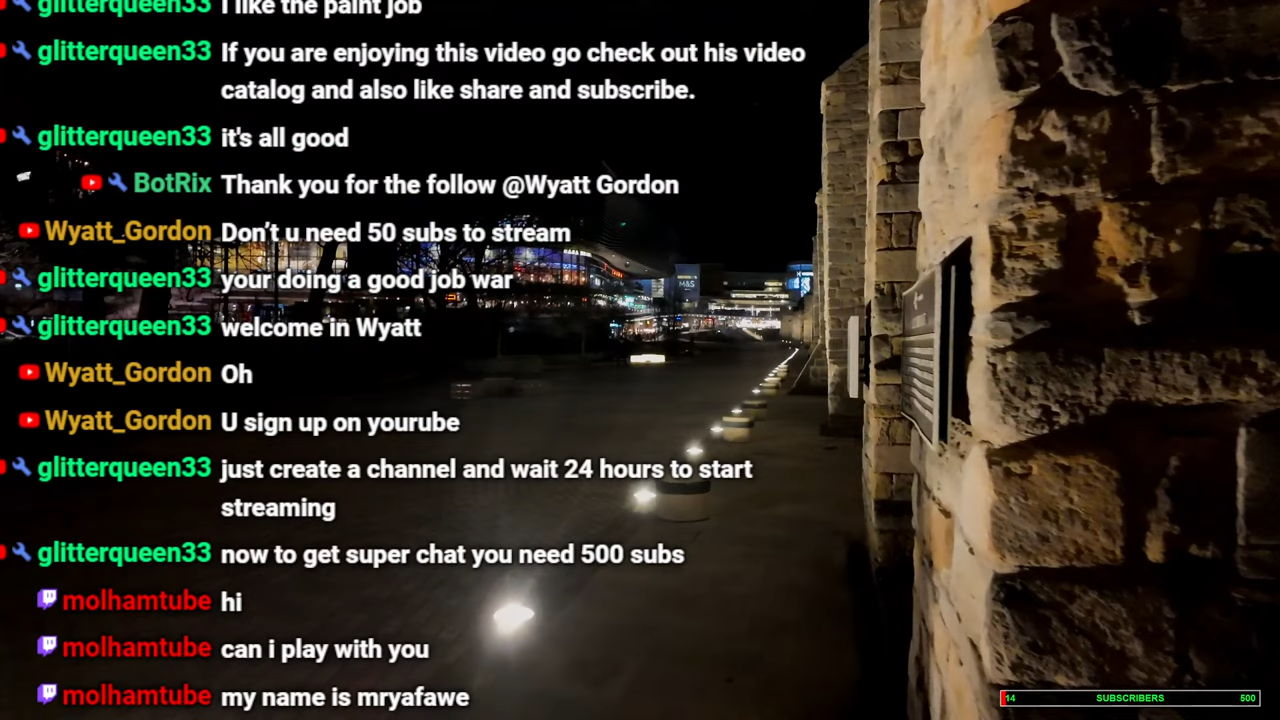 glitterqueen33 I like the paint job
glitterqueen33 If you are enjoying this video go check out his video
catalog and also like share and subscribe.
glitterqueen33 it's all good
BotRix Thank you for the follow @Wyatt Gordon
Wyatt_Gordon Don’t u need 50 subs to stream
glitterqueen33 your doing a good job war
glitterqueen33 welcome in Wyatt
Wyatt_Gordon Oh
Wyatt_Gordon U sign up on yourube
glitterqueen33 just create a channel and wait 24 hours to start
streaming
glitterqueen33 now to get super chat you need 500 subs
molhamtube hi
molhamtube can i play with you
molhamtube my name is mryafawe
M&S
14 SUBSCRIBERS 500